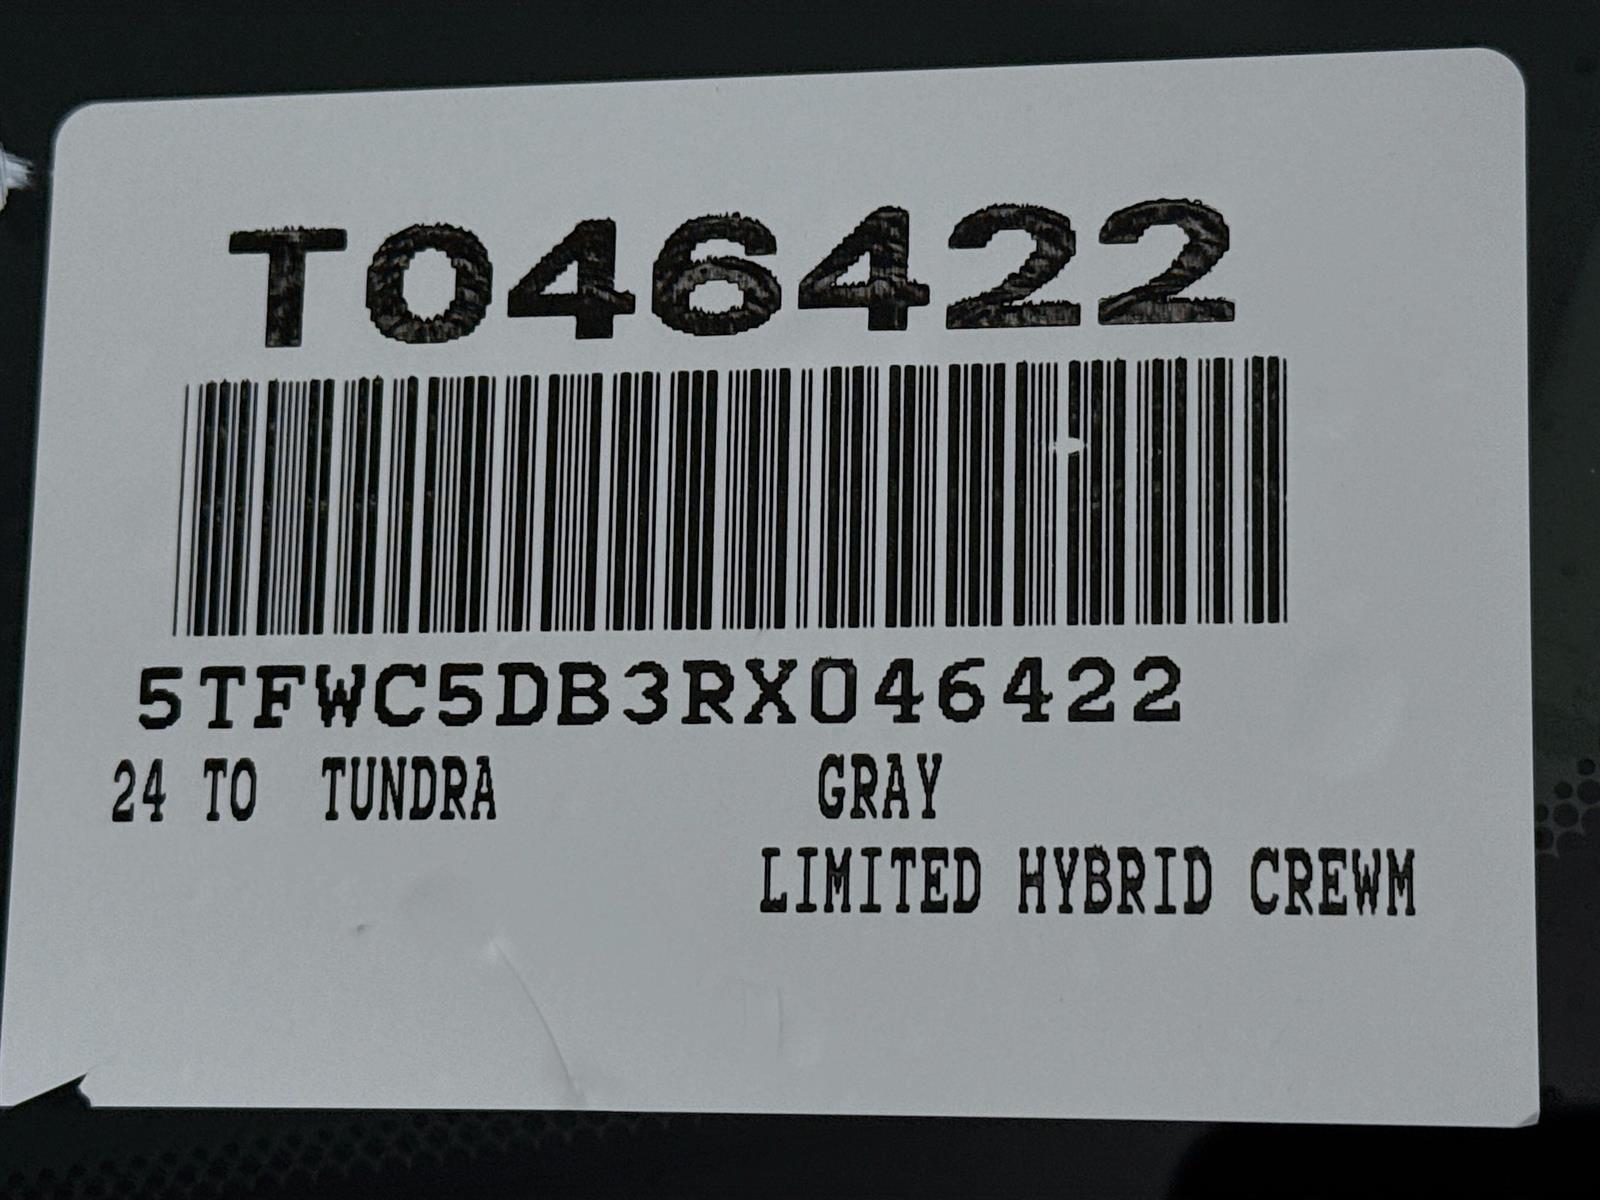 T046422
5TFWC5DB3RX046422
24 TO TUNDRA GRAY
LIMITED HYBRID CREWM